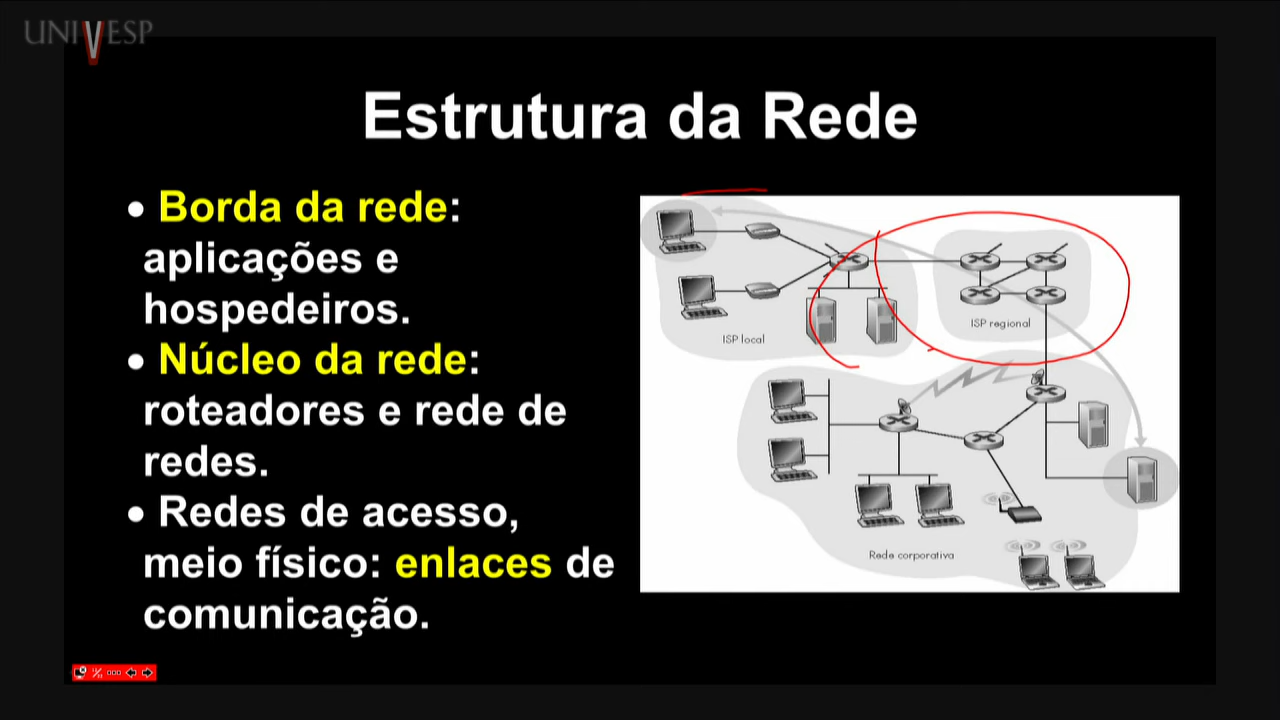 UNIVESP
Estrutura da Rede
• Borda da rede:
aplicações e
hospedeiros.
• Núcleo da rede:
roteadores e rede de
redes.
• Redes de acesso,
meio físico: enlaces de
comunicação.
ISP local
ISP regional
Rede corporativa